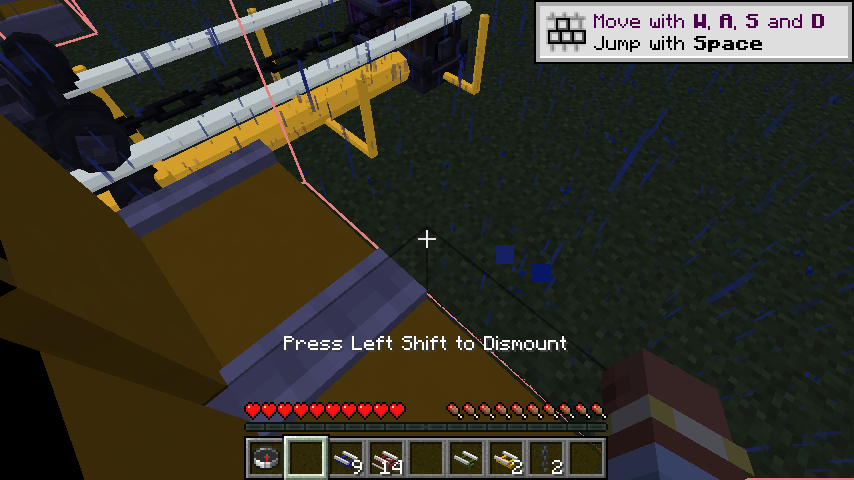 Move with W, A, S and D
Jump with Space
Press Left Shift to Dismount
9
14
2
2